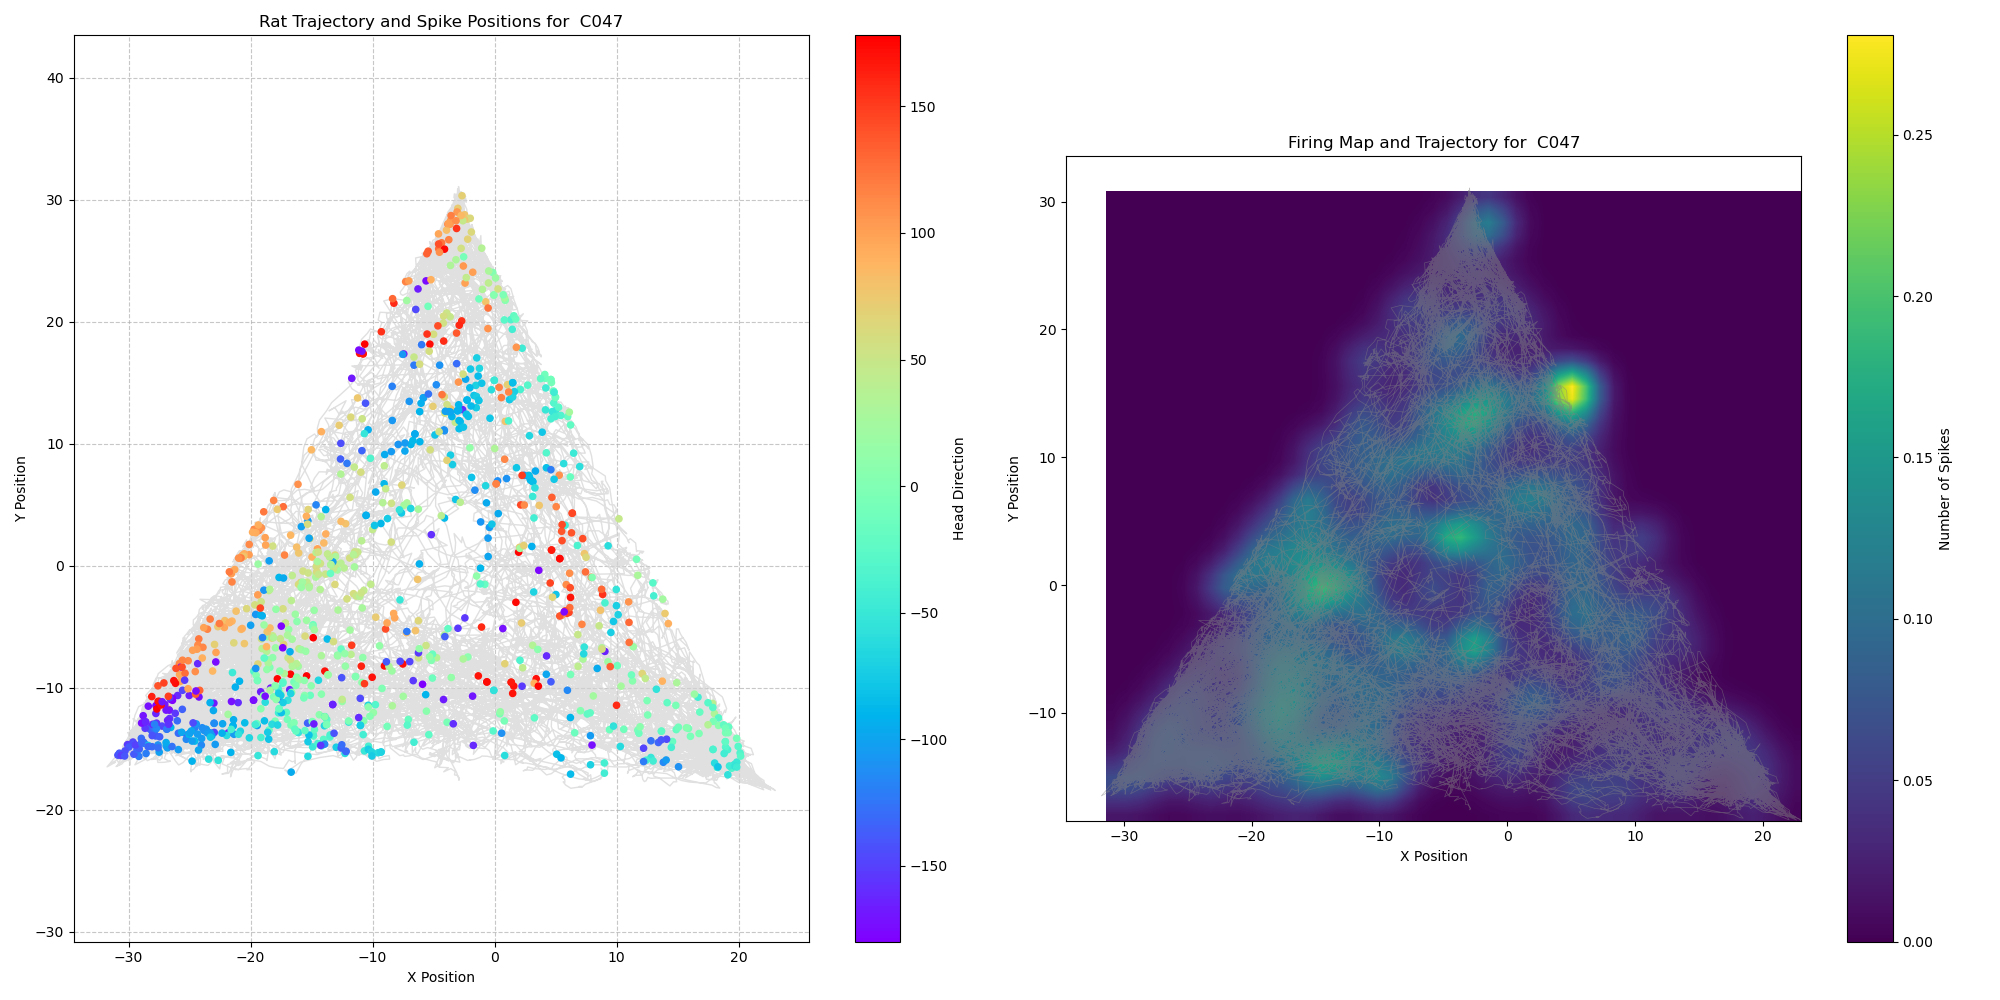 Rat Trajectory and Spike Positions for  C047
40
30
20
10
0
−10
−20
−30
Y Position
−30 −20 −10 0 10 20
X Position
150
100
50
0
−50
−100
−150
Head Direction
Firing Map and Trajectory for  C047
30
20
10
0
−10
Y Position
−30 −20 −10 0 10 20
X Position
0.25
0.20
0.15
0.10
0.05
0.00
Number of Spikes